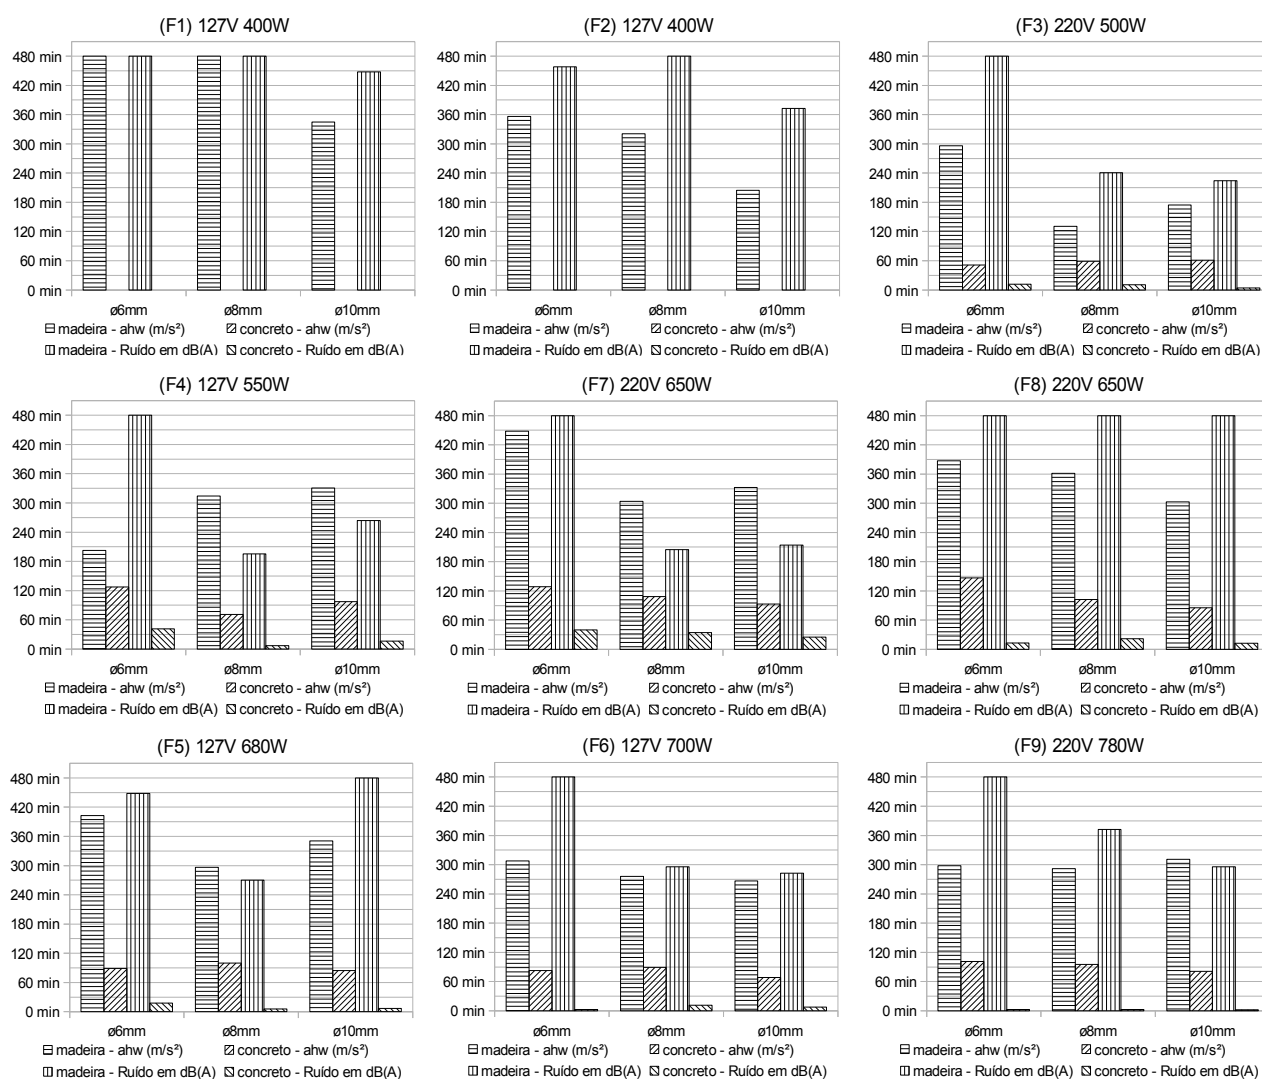 (F1) 127V 400W
480 min
420 min
360 min
300 min
240 min
180 min
120 min
60 min
0 min
ø6mm ø8mm ø10mm
madeira - ahw (m/s²) concreto - ahw (m/s²)
madeira - Ruído em dB(A) concreto - Ruído em dB(A)
(F2) 127V 400W
480 min
420 min
360 min
300 min
240 min
180 min
120 min
60 min
0 min
ø6mm ø8mm ø10mm
madeira - ahw (m/s²) concreto - ahw (m/s²)
madeira - Ruído em dB(A) concreto - Ruído em dB(A)
(F3) 220V 500W
480 min
420 min
360 min
300 min
240 min
180 min
120 min
60 min
0 min
ø6mm ø8mm ø10mm
madeira - ahw (m/s²) concreto - ahw (m/s²)
madeira - Ruído em dB(A) concreto - Ruído em dB(A)
(F4) 127V 550W
480 min
420 min
360 min
300 min
240 min
180 min
120 min
60 min
0 min
ø6mm ø8mm ø10mm
madeira - ahw (m/s²) concreto - ahw (m/s²)
madeira - Ruído em dB(A) concreto - Ruído em dB(A)
(F7) 220V 650W
480 min
420 min
360 min
300 min
240 min
180 min
120 min
60 min
0 min
ø6mm ø8mm ø10mm
madeira - ahw (m/s²) concreto - ahw (m/s²)
madeira - Ruído em dB(A) concreto - Ruído em dB(A)
(F8) 220V 650W
480 min
420 min
360 min
300 min
240 min
180 min
120 min
60 min
0 min
ø6mm ø8mm ø10mm
madeira - ahw (m/s²) concreto - ahw (m/s²)
madeira - Ruído em dB(A) concreto - Ruído em dB(A)
(F5) 127V 680W
480 min
420 min
360 min
300 min
240 min
180 min
120 min
60 min
0 min
ø6mm ø8mm ø10mm
madeira - ahw (m/s²) concreto - ahw (m/s²)
madeira - Ruído em dB(A) concreto - Ruído em dB(A)
(F6) 127V 700W
480 min
420 min
360 min
300 min
240 min
180 min
120 min
60 min
0 min
ø6mm ø8mm ø10mm
madeira - ahw (m/s²) concreto - ahw (m/s²)
madeira - Ruído em dB(A) concreto - Ruído em dB(A)
(F9) 220V 780W
480 min
420 min
360 min
300 min
240 min
180 min
120 min
60 min
0 min
ø6mm ø8mm ø10mm
madeira - ahw (m/s²) concreto - ahw (m/s²)
madeira - Ruído em dB(A) concreto - Ruído em dB(A)